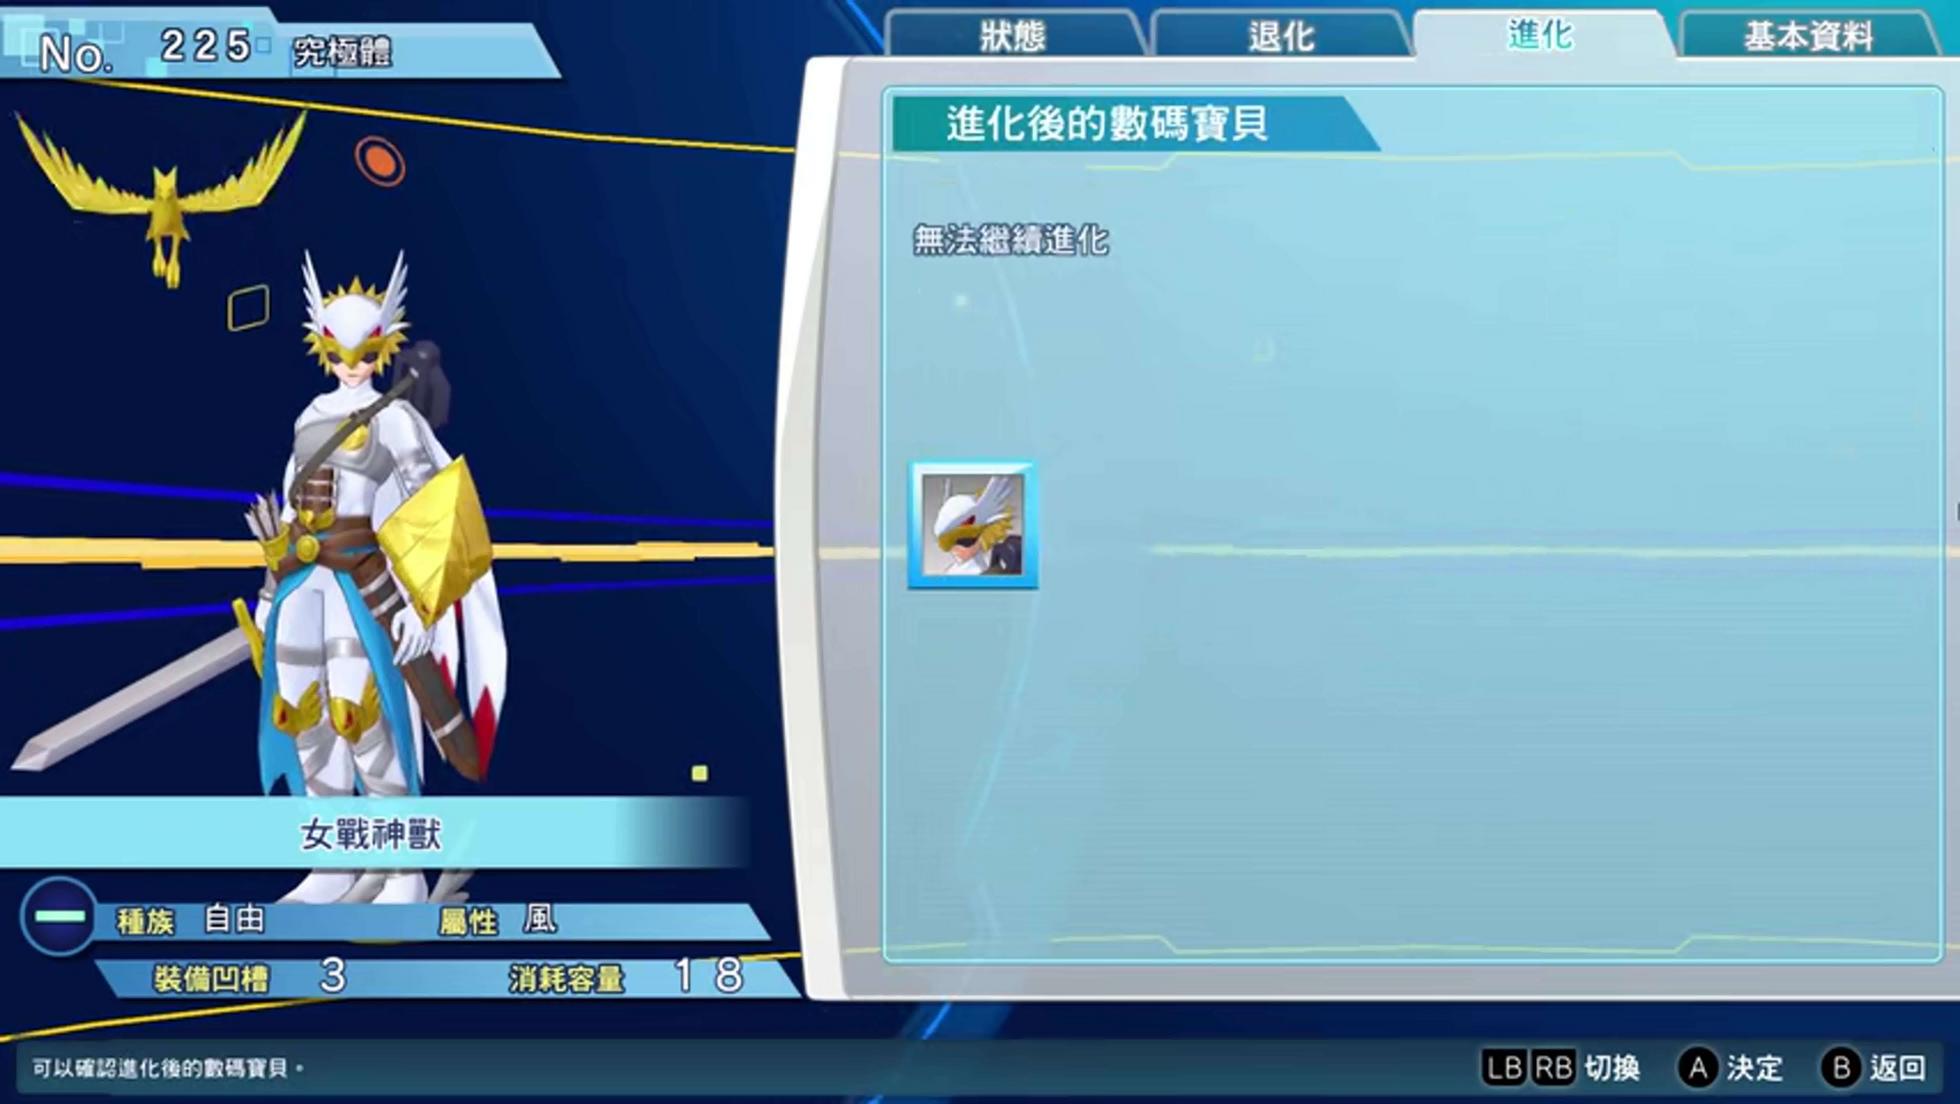 No. 225 究極體
狀態 退化 進化 基本資料
進化後的數碼寶貝
無法繼續進化
女戰神獸
種族 自由 屬性 風
裝備凹槽 3 消耗容量 18
可以確認進化後的數碼寶貝。
LB RB 切換 A 決定 B 返回